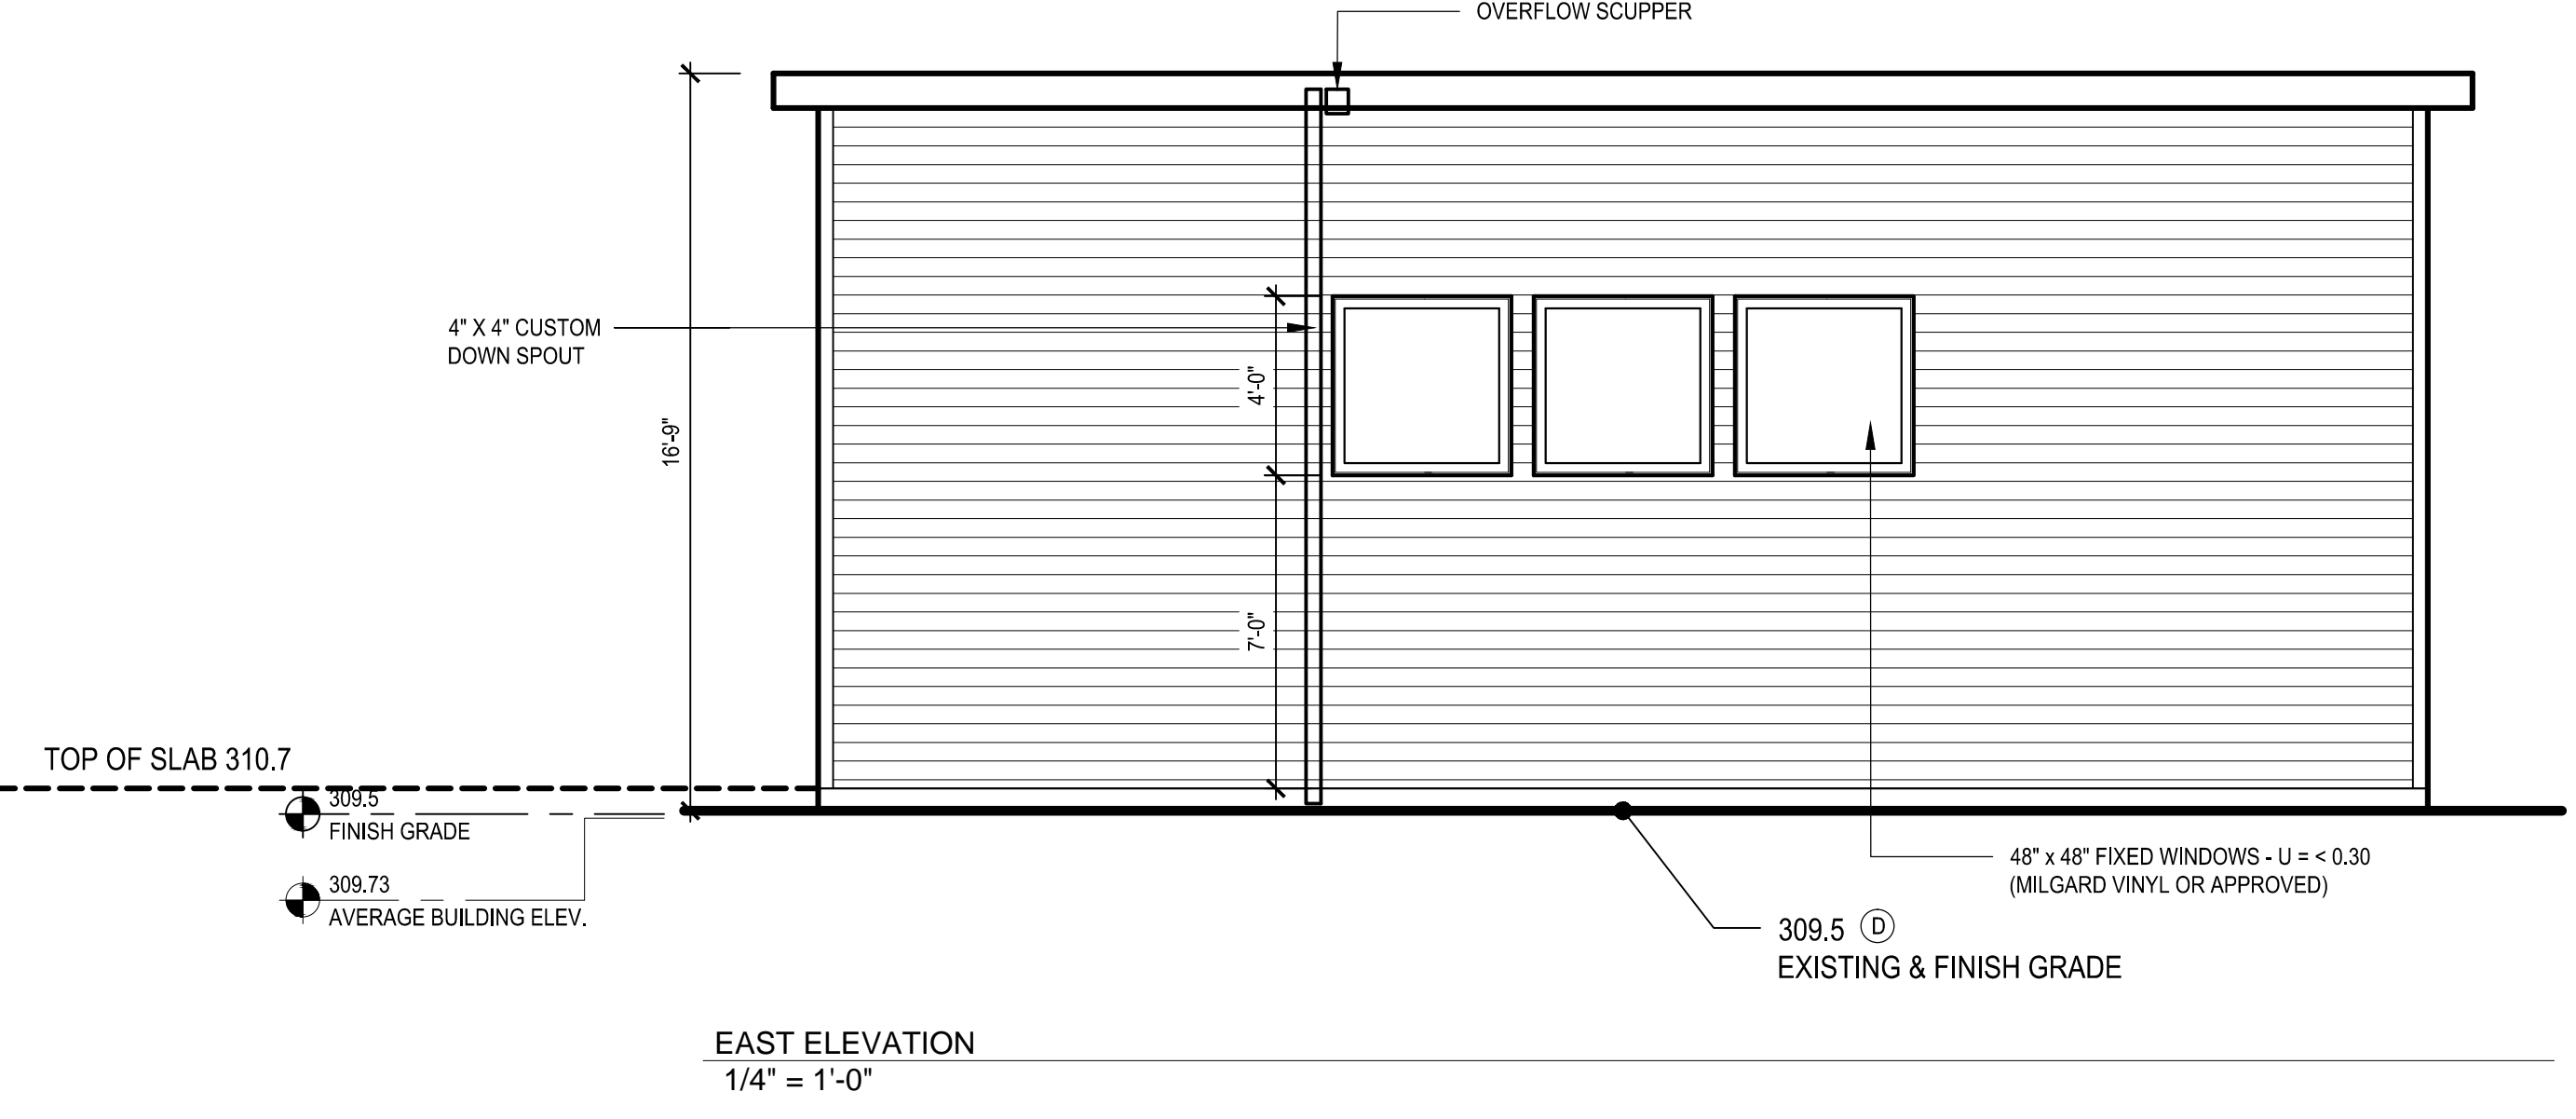 OVERFLOW SCUPPER
4" X 4" CUSTOM
DOWN SPOUT
16'-9"
4'-0"
7'-0"
TOP OF SLAB 310.7
309.5
FINISH GRADE
309.73
AVERAGE BUILDING ELEV.
48" x 48" FIXED WINDOWS - U = < 0.30
(MILGARD VINYL OR APPROVED)
309.5 D
EXISTING & FINISH GRADE
EAST ELEVATION
1/4" = 1'-0"